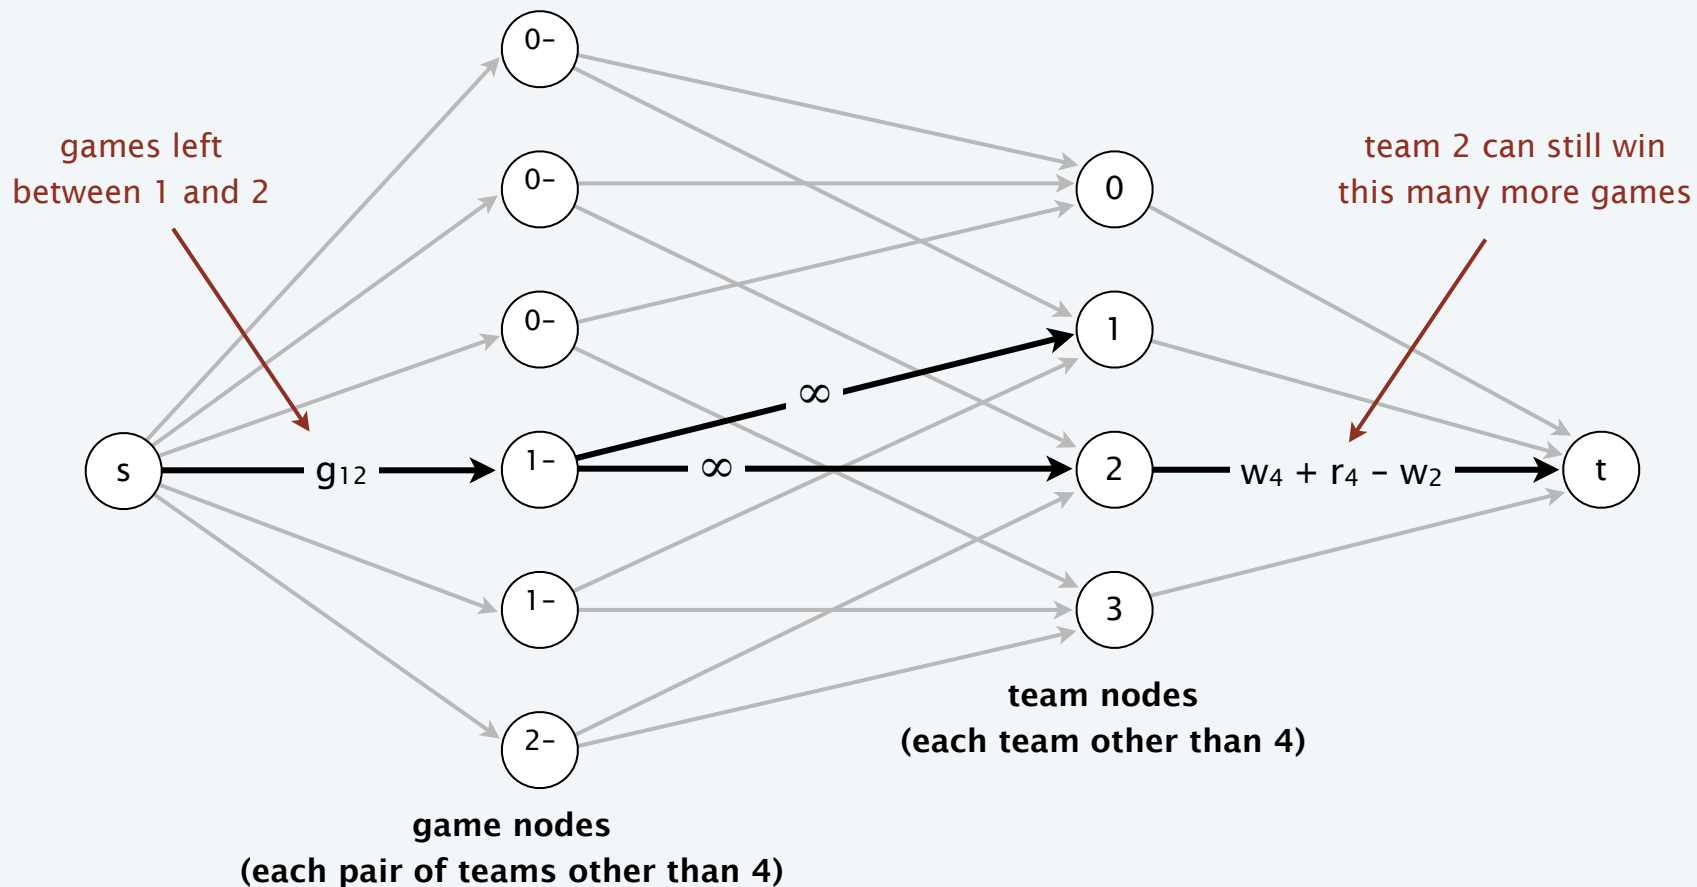 0–
games left
between 1 and 2
team 2 can still win
this many more games
0–
0
0–
1
∞
s
g12
1–
∞
2
w4 + r4 – w2
t
1–
3
2–
team nodes
(each team other than 4)
game nodes
(each pair of teams other than 4)